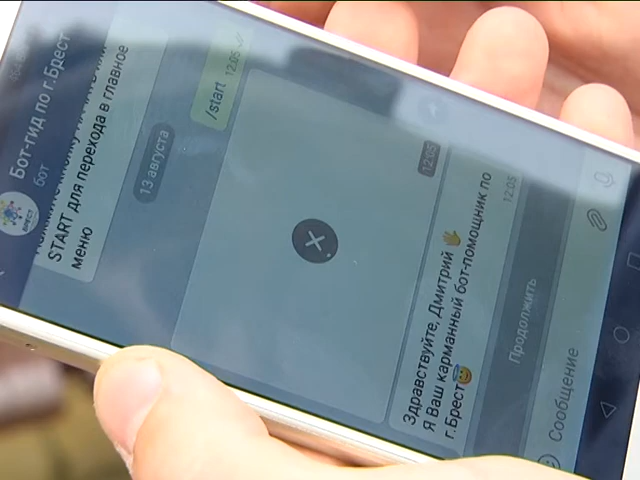 Бот-гид по г.Брест
бот
START для перехода в главное
меню
13 августа
/start 12:05
12:05
Здравствуйте, Дмитрий 👋
Я Ваш карманный бот-помощник по
г.Брест😇
12:05
Продолжить
Сообщение